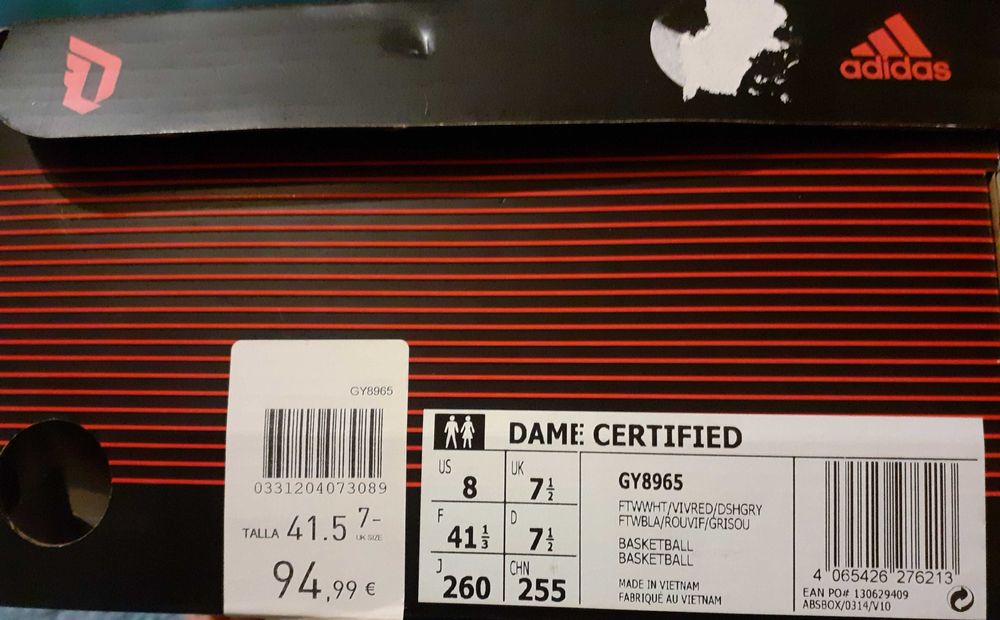 adidas
GY8965
0331204073089
TALLA 41.5 7-
UK SIZE
94,99 €
DAME CERTIFIED
US 8
UK 7½
F 41⅓
D 7½
J 260
CHN 255
GY8965
FTWWHT/VIVRED/DSHGRY
FTWBLA/ROUVIF/GRISOU
BASKETBALL
BASKETBALL
MADE IN VIETNAM
FABRIQUÉ AU VIETNAM
4 065426 276213
EAN PO# 130629409
ABSBOX/0314/V10